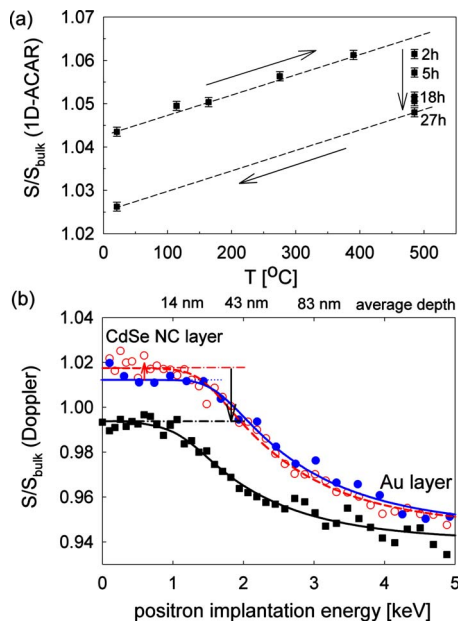 (a)
1.06
1.05
1.04
1.03
1.02
S/S_bulk (1D-ACAR)
2h
5h
18h
27h
0 100 200 300 400 500
T [°C]
(b)
14 nm 43 nm 83 nm average depth
1.04
1.02
1.00
0.98
0.96
0.94
S/S_bulk (Doppler)
CdSe NC layer
Au layer
0 1 2 3 4 5
positron implantation energy [keV]